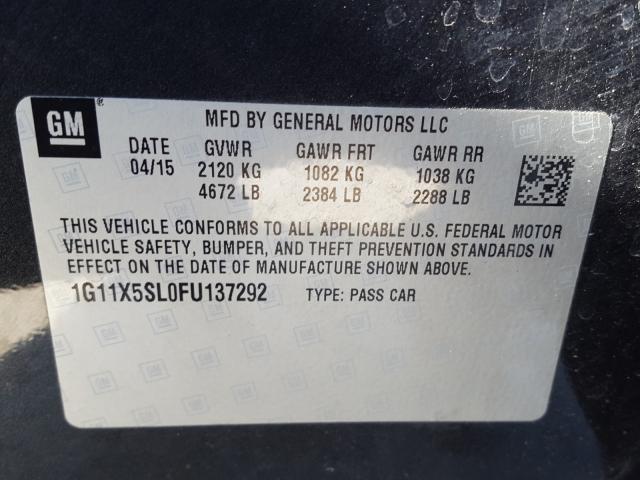 GM
®
MFD BY GENERAL MOTORS LLC
DATE GVWR GAWR FRT GAWR RR
04/15 2120 KG 1082 KG 1038 KG
4672 LB 2384 LB 2288 LB
THIS VEHICLE CONFORMS TO ALL APPLICABLE U.S. FEDERAL MOTOR
VEHICLE SAFETY, BUMPER, AND THEFT PREVENTION STANDARDS IN
EFFECT ON THE DATE OF MANUFACTURE SHOWN ABOVE.
1G11X5SL0FU137292 TYPE: PASS CAR